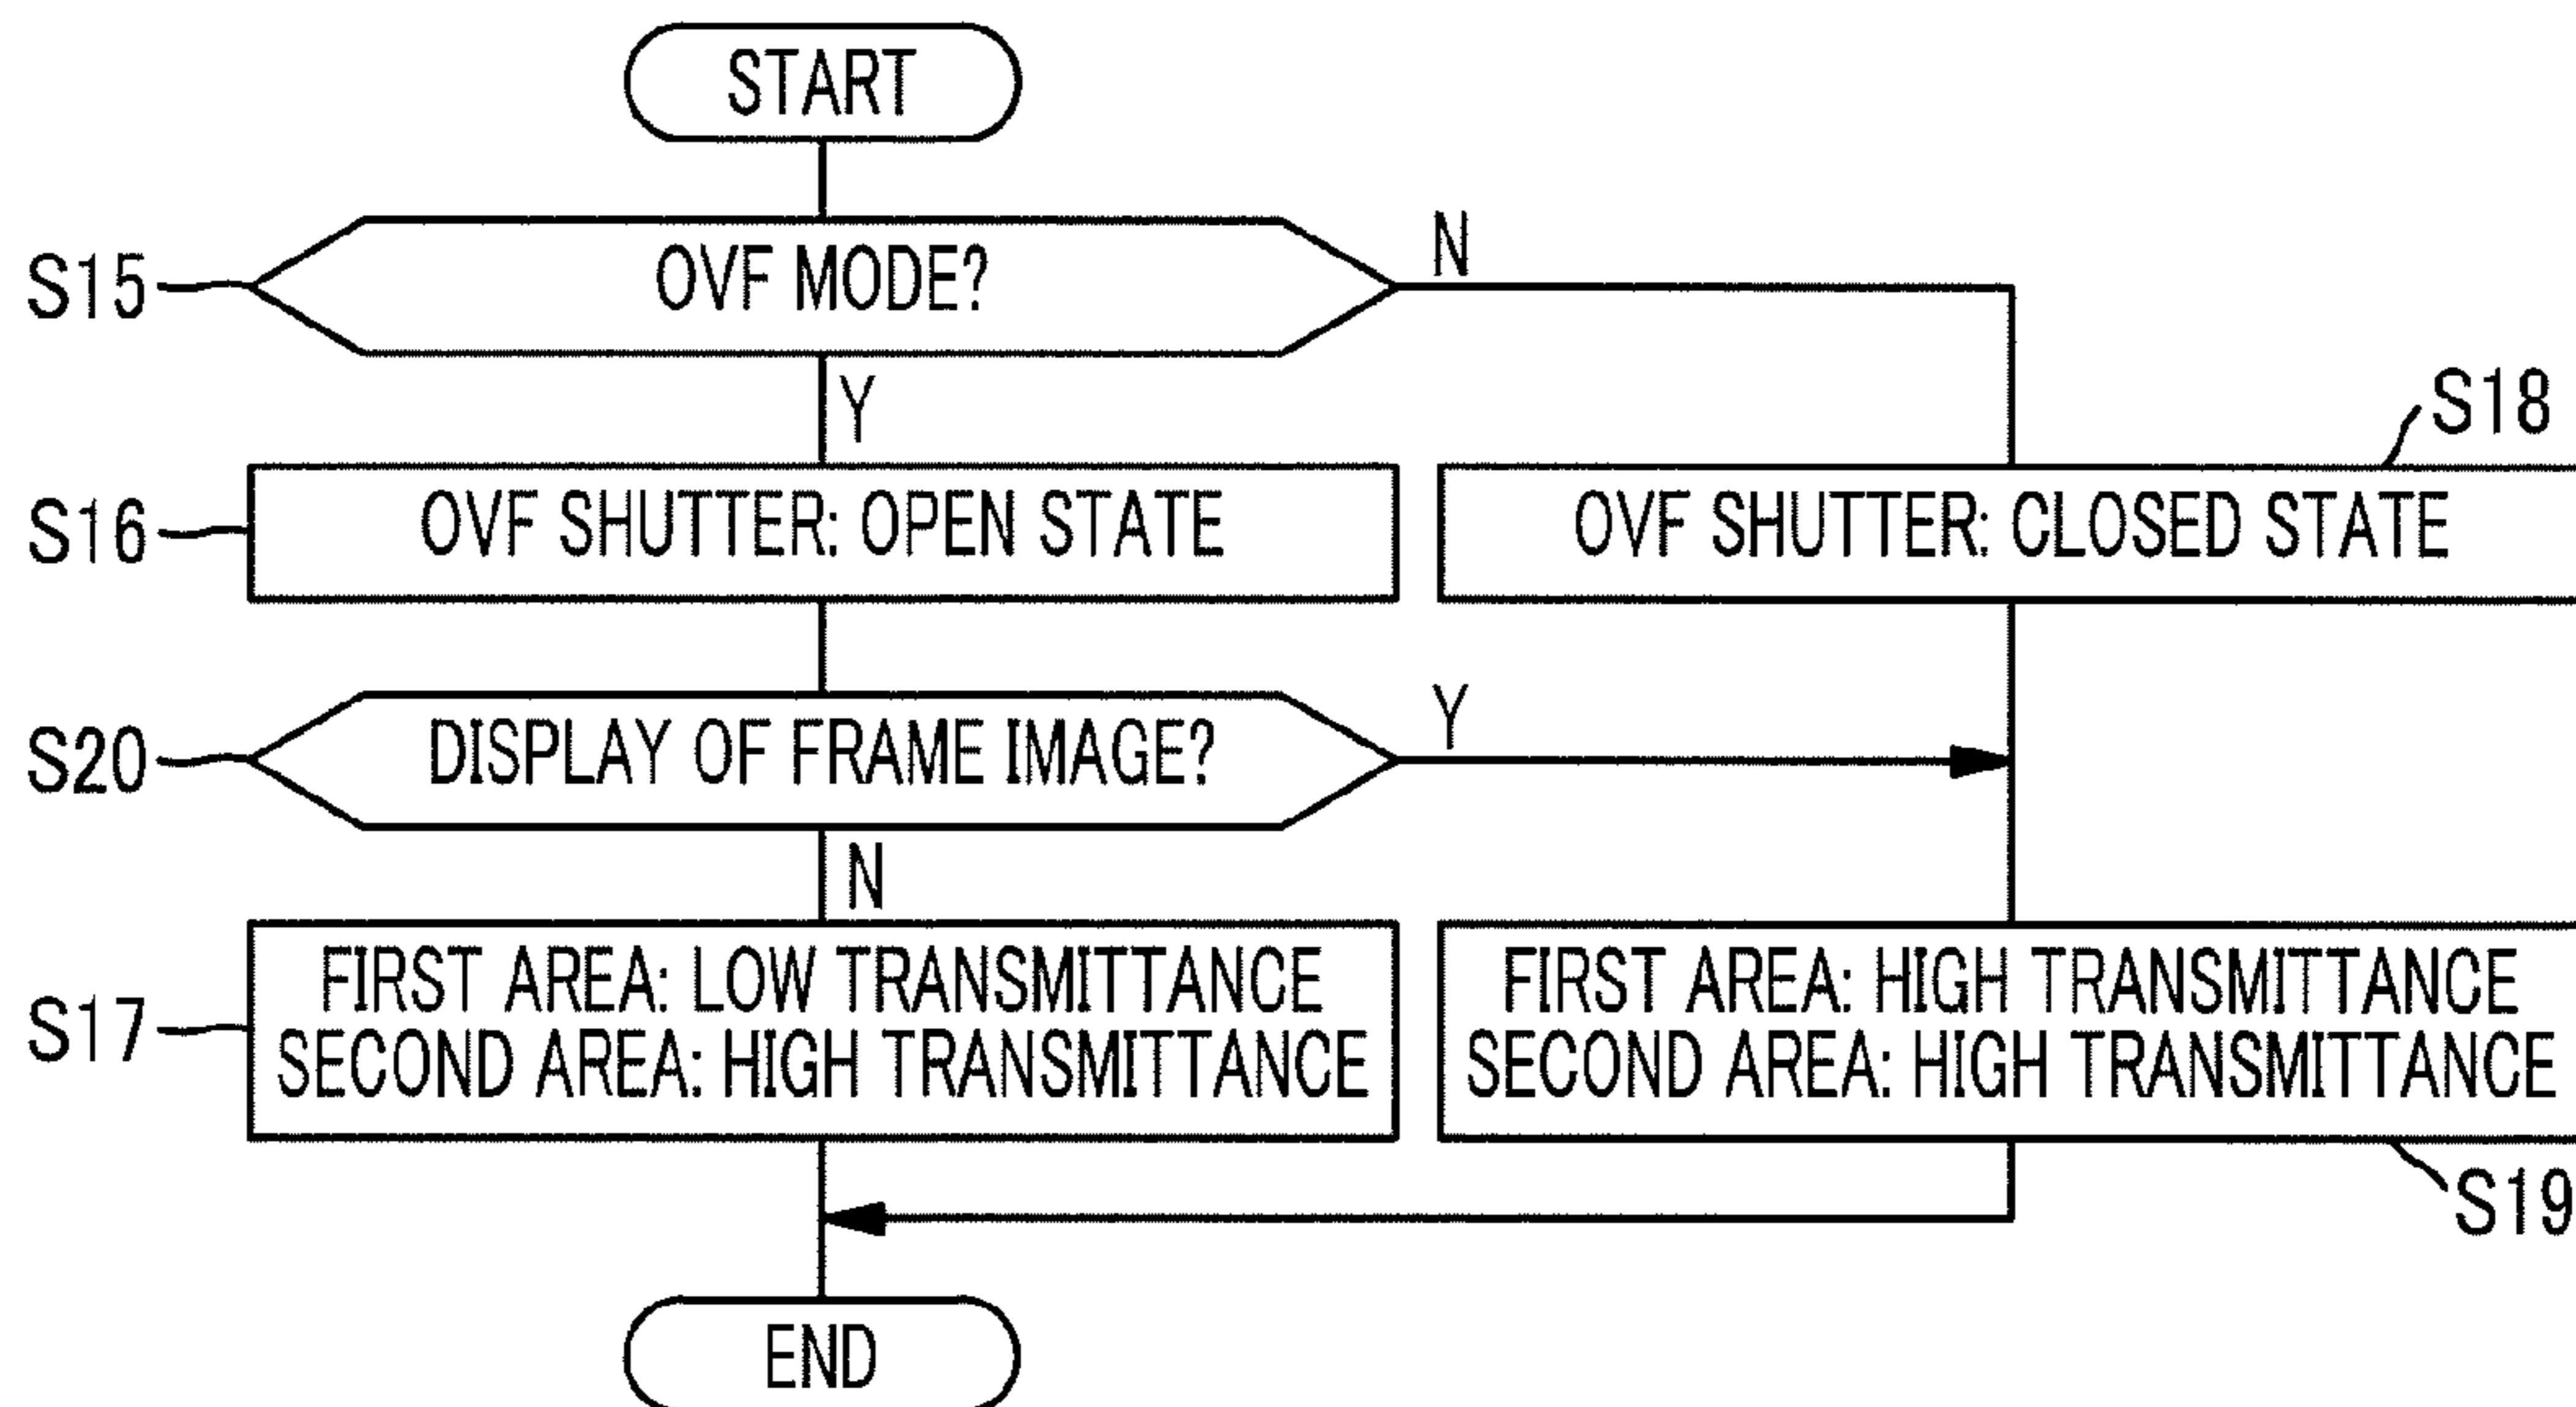 START
S15
OVF MODE?
N
Y
S16
OVF SHUTTER: OPEN STATE
S18
OVF SHUTTER: CLOSED STATE
S20
DISPLAY OF FRAME IMAGE?
Y
N
S17
FIRST AREA: LOW TRANSMITTANCE
SECOND AREA: HIGH TRANSMITTANCE
FIRST AREA: HIGH TRANSMITTANCE
SECOND AREA: HIGH TRANSMITTANCE
S19
END